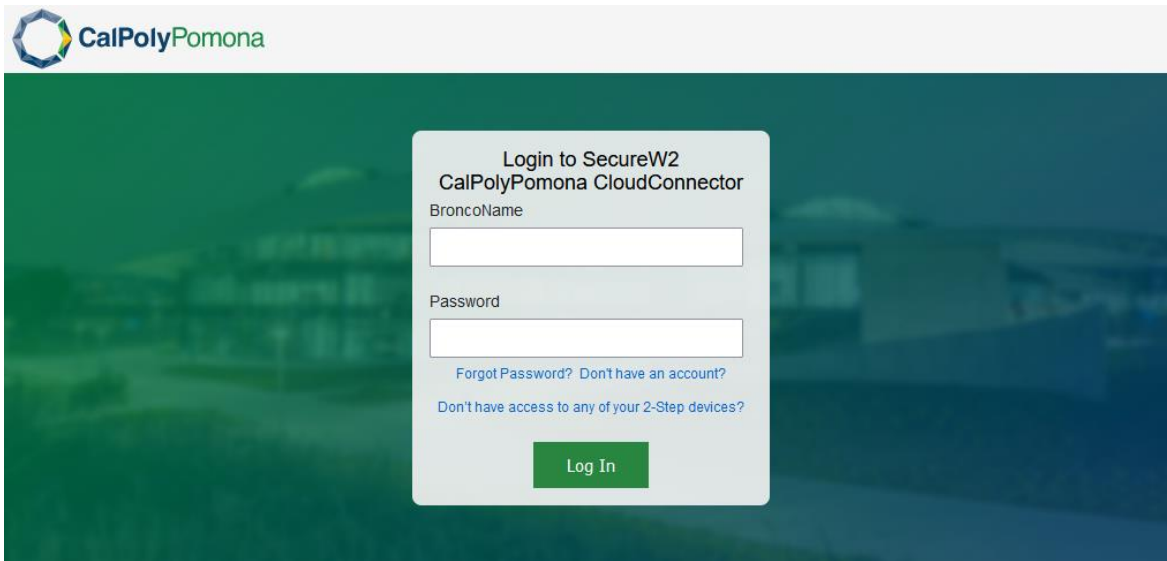 CalPolyPomona
Login to SecureW2
CalPolyPomona CloudConnector
BroncoName
Password
Forgot Password? Don't have an account?
Don't have access to any of your 2-Step devices?
Log In